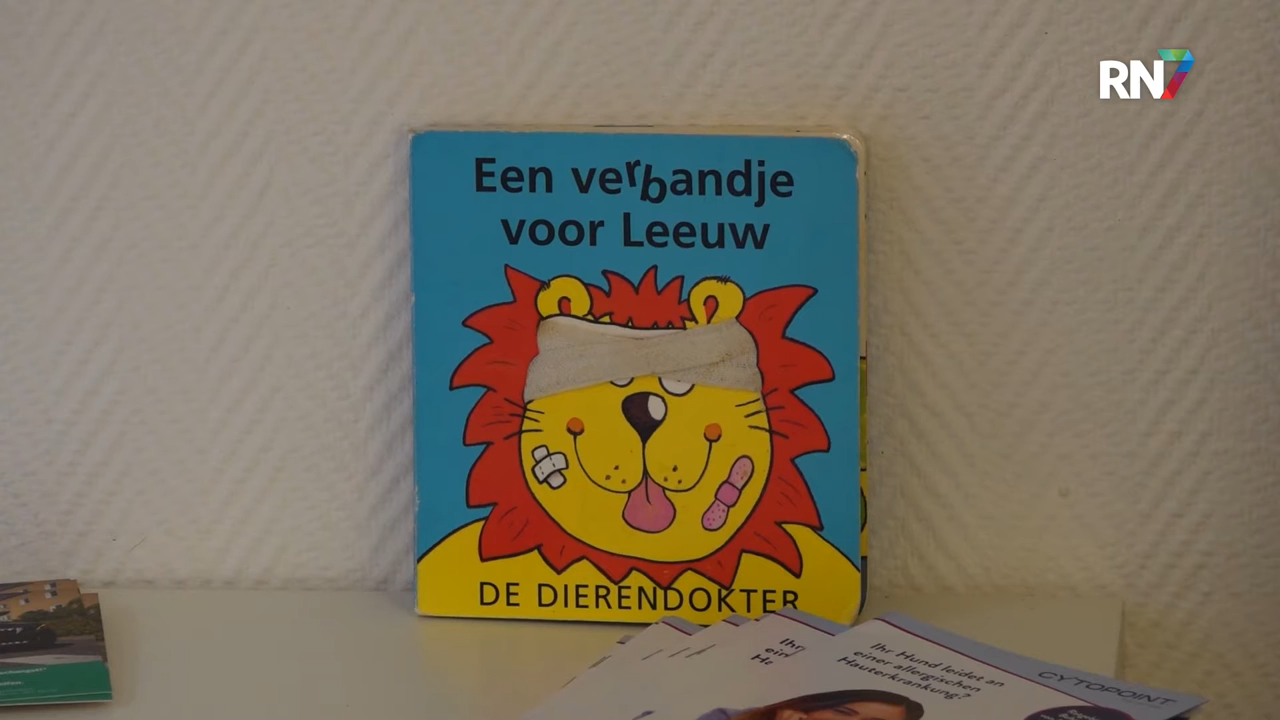 RN7
Een verbandje
voor Leeuw
DE DIERENDOKTER
Ihr Hund leidet an
einer allergischen
Hauterkrankung?
CYTOPOINT